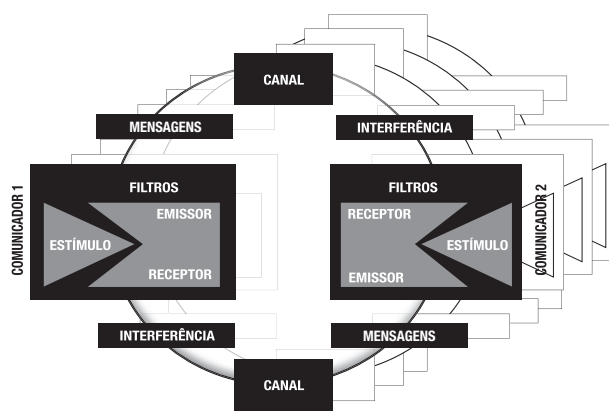 CANAL
MENSAGENS
INTERFERÊNCIA
COMUNICADOR 1
FILTROS
EMISSOR
ESTÍMULO
RECEPTOR
FILTROS
RECEPTOR
ESTÍMULO
EMISSOR
COMUNICADOR 2
INTERFERÊNCIA
MENSAGENS
CANAL